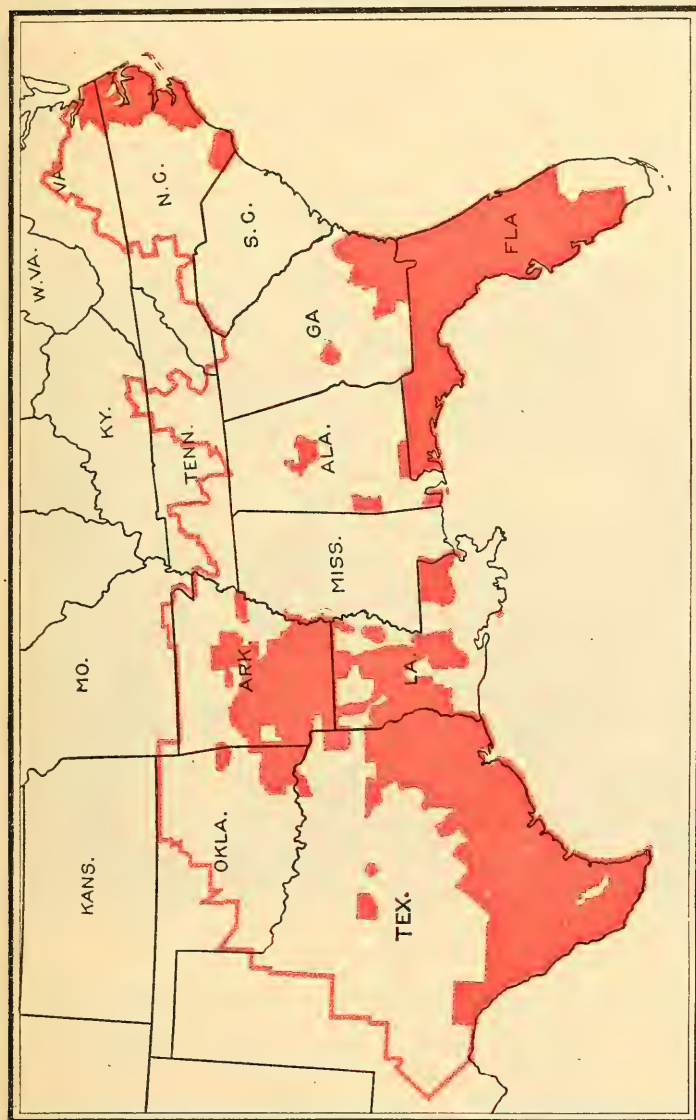 KANS.
MO.
KY.
W.VA.
VA.
OKLA.
ARK.
TENN.
N.C.
S.C.
TEX.
LA.
MISS.
ALA.
GA
FLA